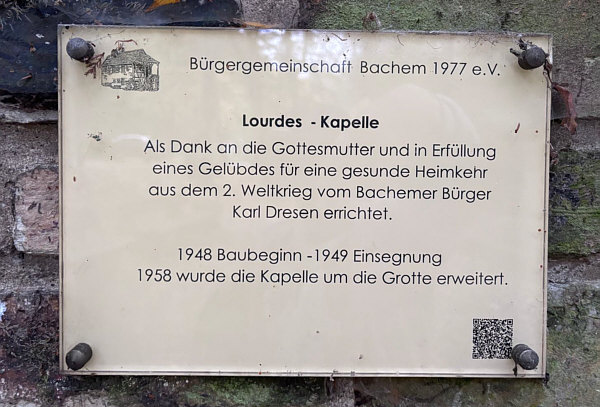 Bürgergemeinschaft Bachem 1977 e.V.
Lourdes - Kapelle
Als Dank an die Gottesmutter und in Erfüllung
eines Gelübdes für eine gesunde Heimkehr
aus dem 2. Weltkrieg vom Bachemer Bürger
Karl Dresen errichtet.
1948 Baubeginn -1949 Einsegnung
1958 wurde die Kapelle um die Grotte erweitert.